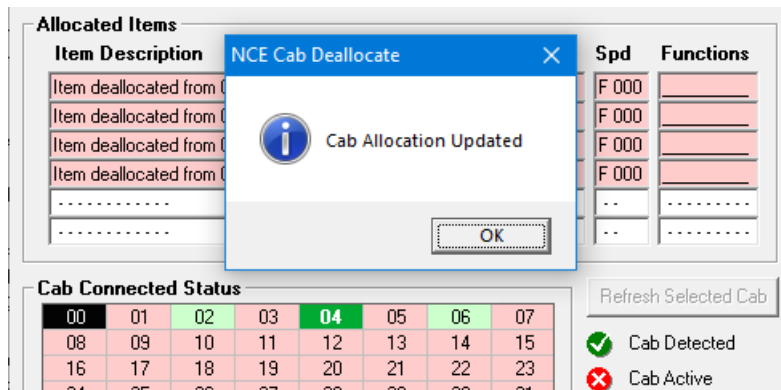 Allocated Items
Item Description
Spd Functions
NCE Cab Deallocate
Item deallocated from
F 000
Item deallocated from
F 000
Cab Allocation Updated
Item deallocated from
F 000
Item deallocated from
F 000
- - - - - - - - - - - -
- -
- - - - - - - - -
- - - - - - - - - - - -
- -
- - - - - - - - -
OK
Cab Connected Status
Refresh Selected Cab
00 01 02 03 04 05 06 07
08 09 10 11 12 13 14 15
Cab Detected
16 17 18 19 20 21 22 23
Cab Active